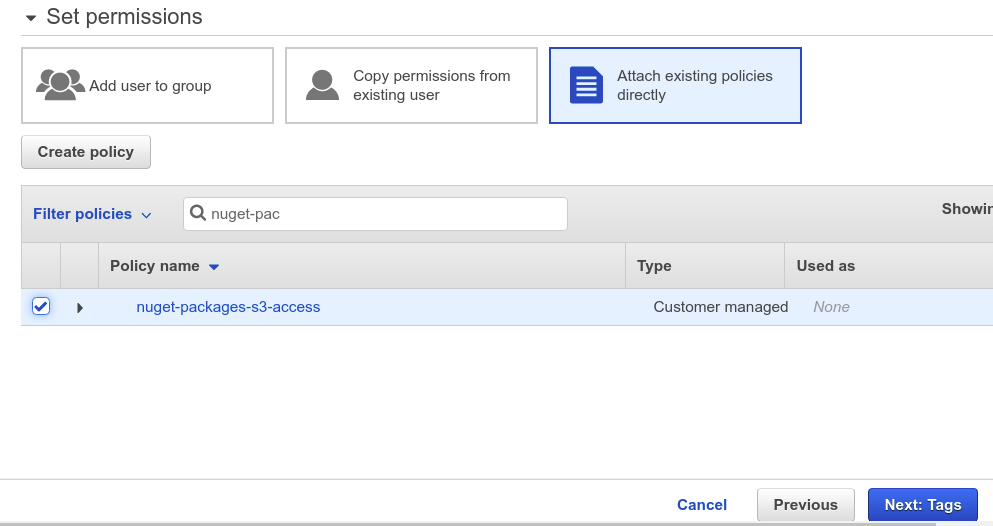 Set permissions
Add user to group
Copy permissions from
existing user
Attach existing policies
directly
Create policy
Filter policies
nuget-pac
Showin
Policy name
Type
Used as
nuget-packages-s3-access
Customer managed
None
Cancel
Previous
Next: Tags